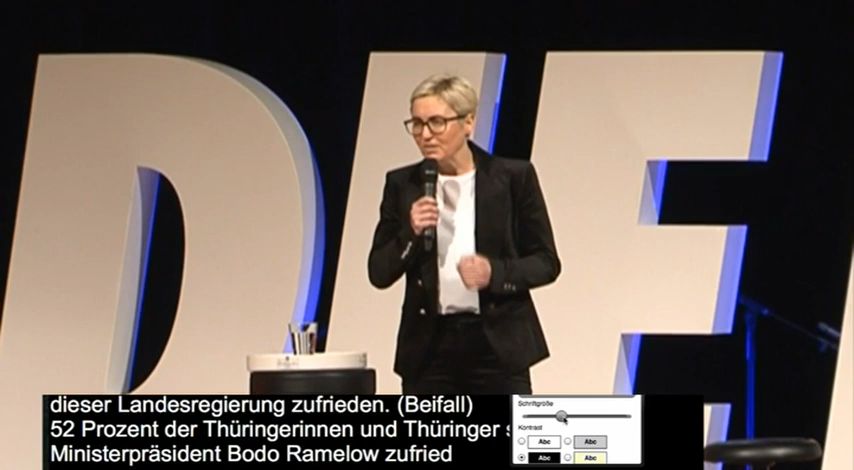 DIE
dieser Landesregierung zufrieden. (Beifall)
52 Prozent der Thüringerinnen und Thüringer s
Ministerpräsident Bodo Ramelow zufried
Schriftgröße
Kontrast
Abc Abc
Abc Abc